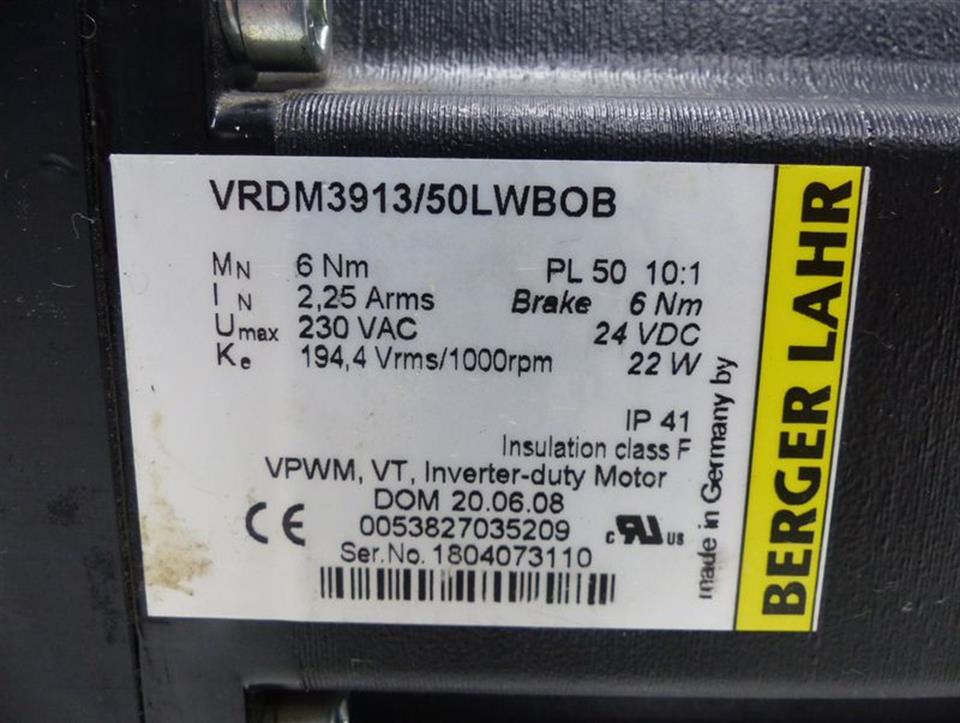 VRDM3913/50LWBOB
MN 6 Nm PL 50 10:1
IN 2,25 Arms Brake 6 Nm
Umax 230 VAC 24 VDC
Ke 194,4 Vrms/1000rpm 22 W
IP 41
Insulation class F
VPWM, VT, Inverter-duty Motor
DOM 20.06.08
CE 0053827035209 c RU US
Ser.No. 1804073110
made in Germany by
BERGER LAHR